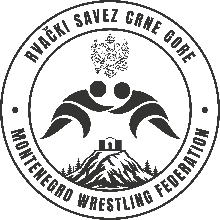 RVAČKI SAVEZ CRNE GORE
MONTENEGRO WRESTLING FEDERATION